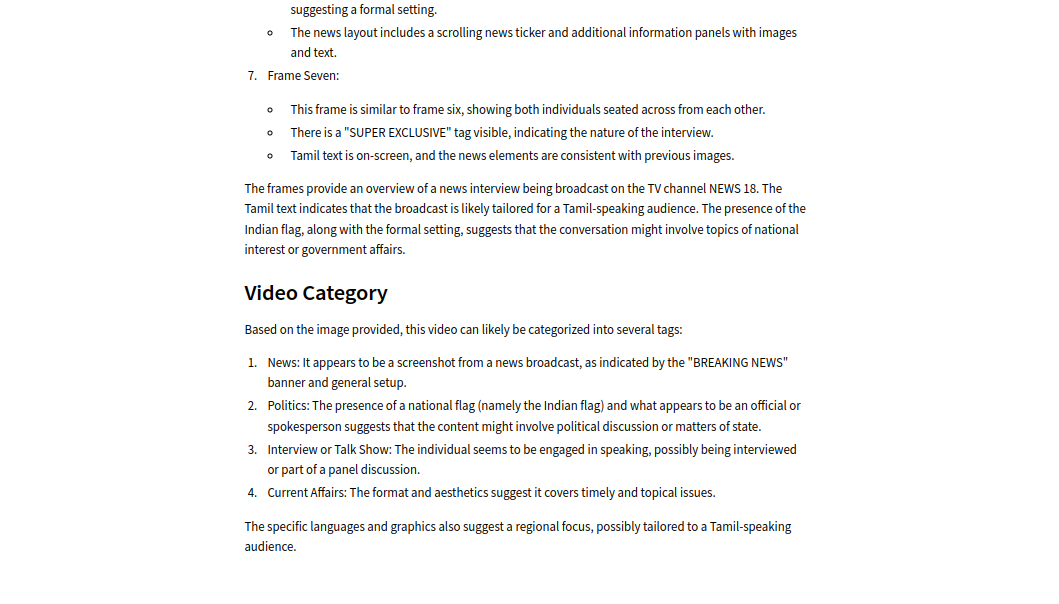 suggesting a formal setting.
The news layout includes a scrolling news ticker and additional information panels with images
and text.
7. Frame Seven:
This frame is similar to frame six, showing both individuals seated across from each other.
There is a "SUPER EXCLUSIVE" tag visible, indicating the nature of the interview.
Tamil text is on-screen, and the news elements are consistent with previous images.
The frames provide an overview of a news interview being broadcast on the TV channel NEWS 18. The
Tamil text indicates that the broadcast is likely tailored for a Tamil-speaking audience. The presence of the
Indian flag, along with the formal setting, suggests that the conversation might involve topics of national
interest or government affairs.
Video Category
Based on the image provided, this video can likely be categorized into several tags:
1. News: It appears to be a screenshot from a news broadcast, as indicated by the "BREAKING NEWS"
banner and general setup.
2. Politics: The presence of a national flag (namely the Indian flag) and what appears to be an official or
spokesperson suggests that the content might involve political discussion or matters of state.
3. Interview or Talk Show: The individual seems to be engaged in speaking, possibly being interviewed
or part of a panel discussion.
4. Current Affairs: The format and aesthetics suggest it covers timely and topical issues.
The specific languages and graphics also suggest a regional focus, possibly tailored to a Tamil-speaking
audience.